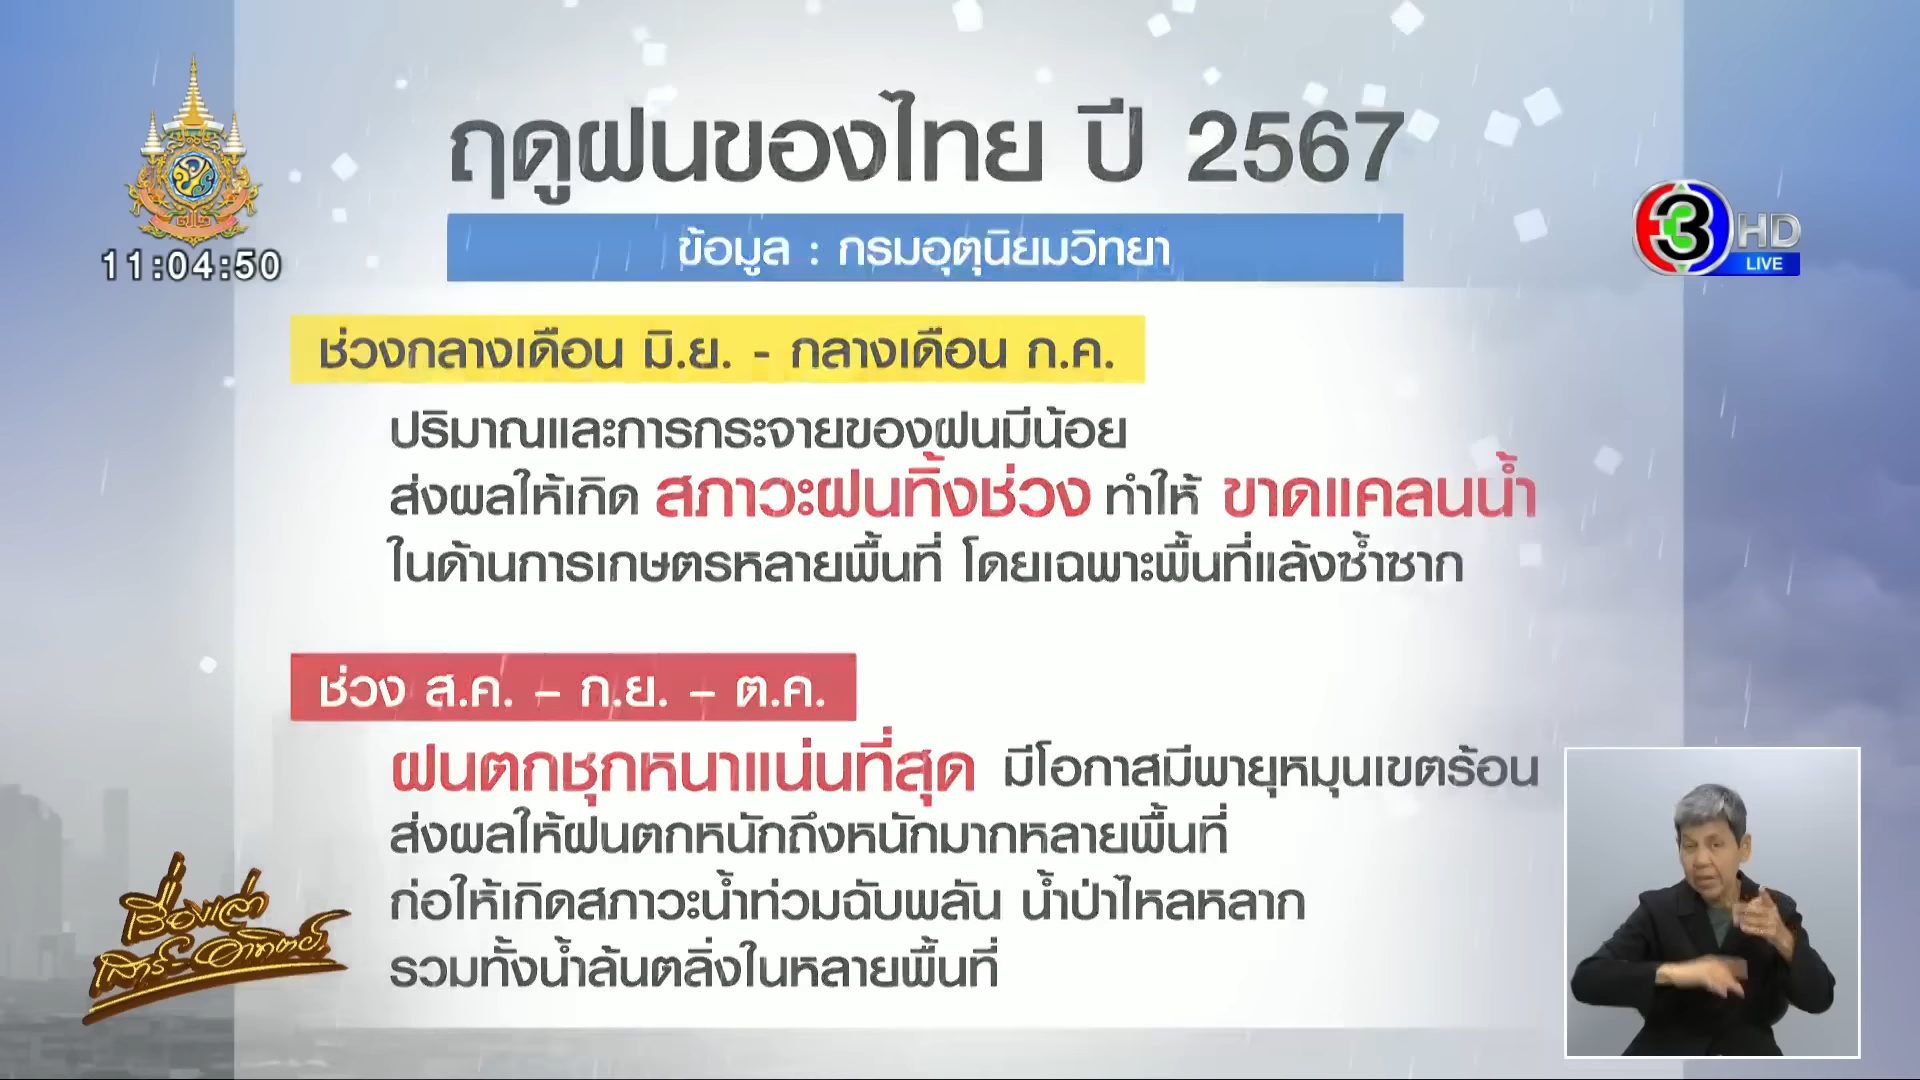 ฤดูฝนของไทย ปี 2567
ข้อมูล : กรมอุตุนิยมวิทยา
11:04:50
3 HD
LIVE
ช่วงกลางเดือน มิ.ย. - กลางเดือน ก.ค.
ปริมาณและการกระจายของฝนมีน้อย
ส่งผลให้เกิด สภาวะฝนทิ้งช่วง ทำให้ ขาดแคลนน้ำ
ในด้านการเกษตรหลายพื้นที่ โดยเฉพาะพื้นที่แล้งซ้ำซาก
ช่วง ส.ค. – ก.ย. – ต.ค.
ฝนตกชุกหนาแน่นที่สุด มีโอกาสมีพายุหมุนเขตร้อน
ส่งผลให้ฝนตกหนักถึงหนักมากหลายพื้นที่
ก่อให้เกิดสภาวะน้ำท่วมฉับพลัน น้ำป่าไหลหลาก
รวมทั้งน้ำล้นตลิ่งในหลายพื้นที่
เรื่องเล่า
เสาร์-อาทิตย์